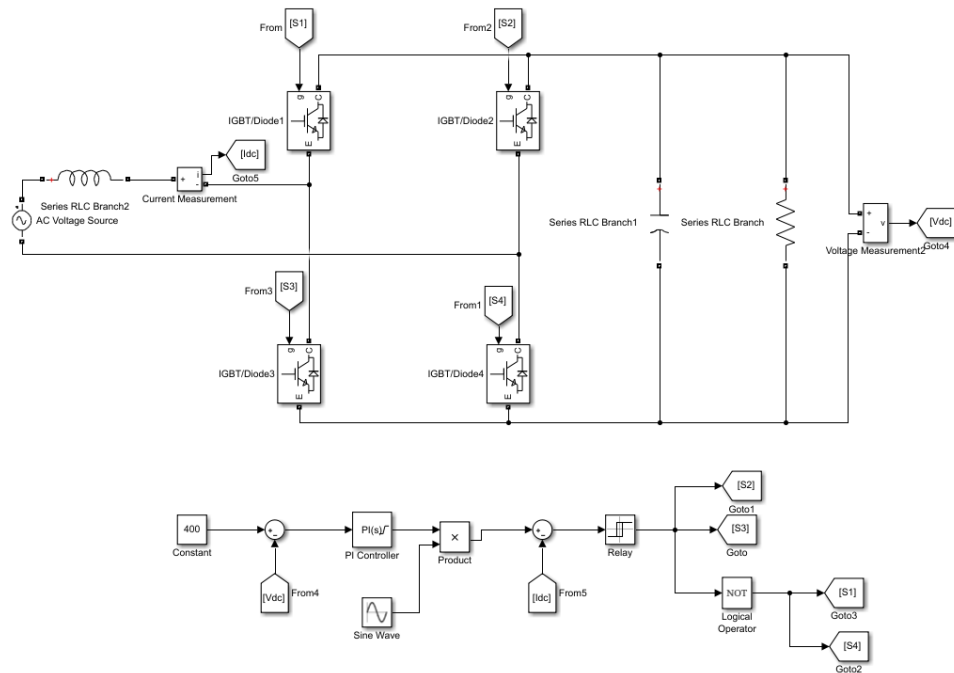 From
[S1]
From2
[S2]
g
C
IGBT/Diode1
E
g
C
IGBT/Diode2
E
[Idc]
Goto5
+
i
-
Current Measurement
Series RLC Branch2
AC Voltage Source
Series RLC Branch1
Series RLC Branch
+
v
-
Voltage Measurement2
[Vdc]
Goto4
From3
[S3]
From1
[S4]
g
C
IGBT/Diode3
E
g
C
IGBT/Diode4
E
400
Constant
+
-
[Vdc]
From4
PI(s)
PI Controller
×
Product
Sine Wave
+
-
[Idc]
From5
Relay
[S2]
Goto1
[S3]
Goto
NOT
Logical
Operator
[S1]
Goto3
[S4]
Goto2